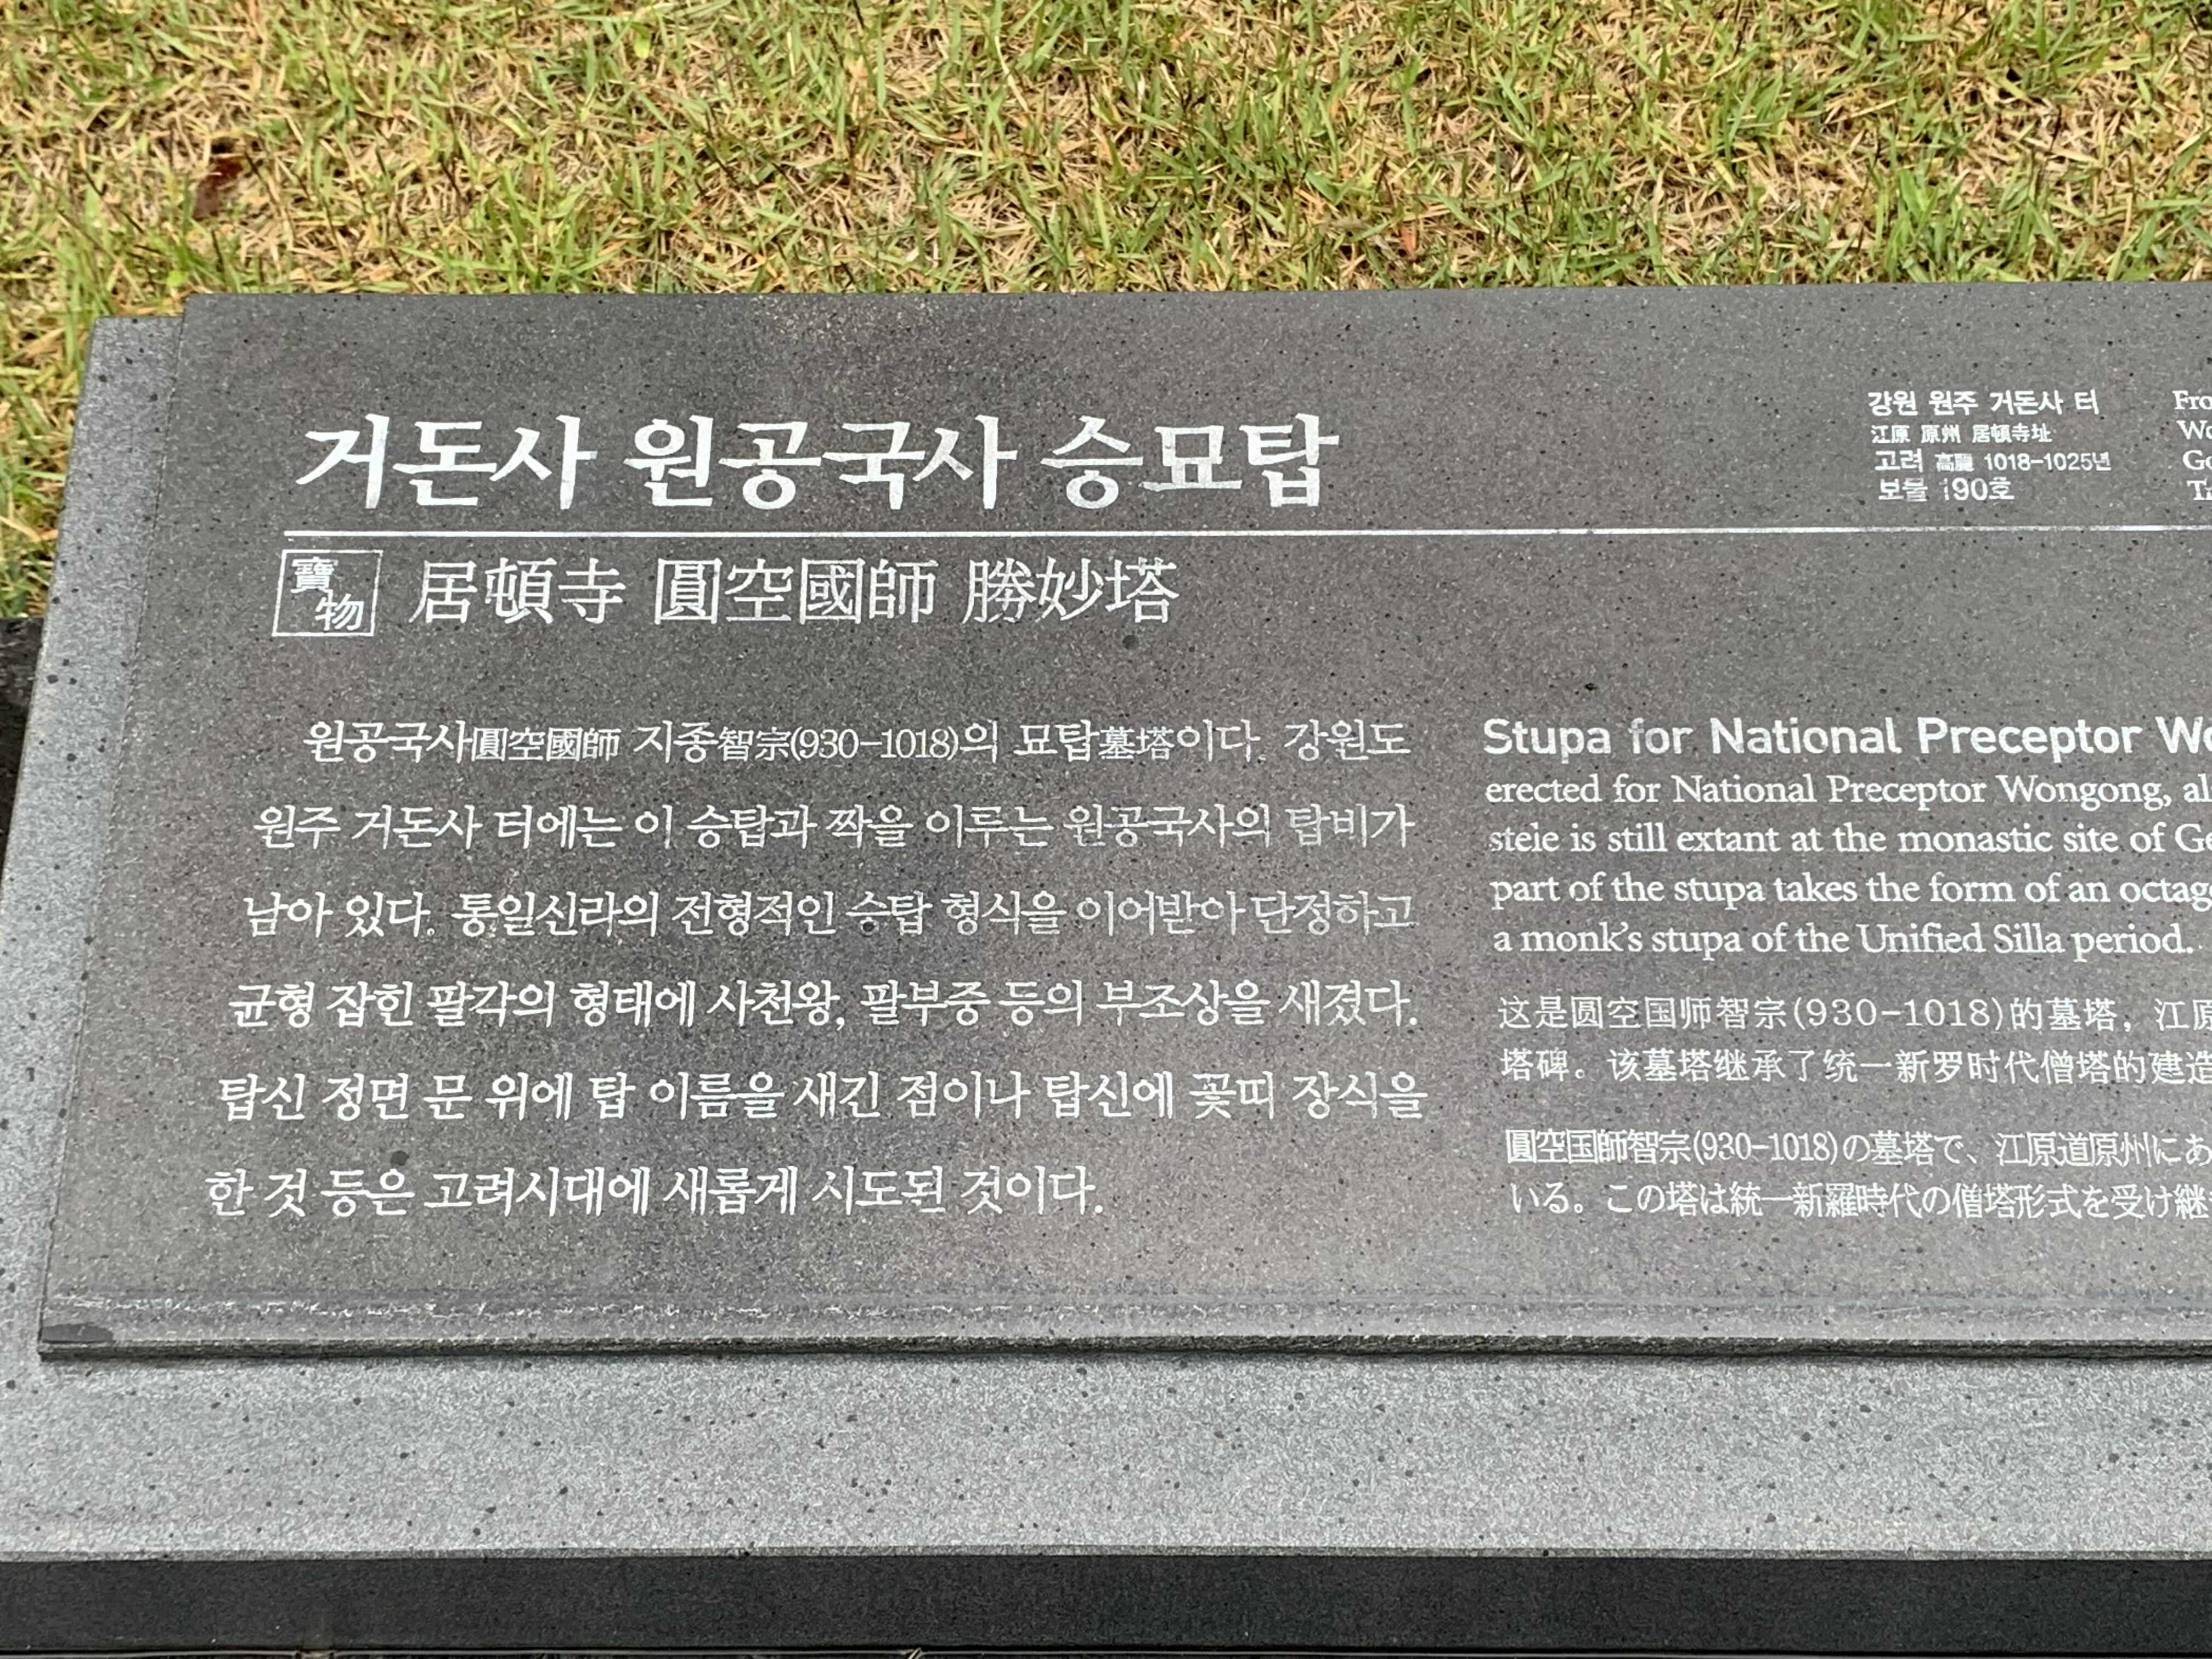 거돈사 원공국사 승묘탑
강원 원주 거돈사 터
江原 原州 居頓寺址
고려 高麗 1018-1025년
보물 190호
寶物 居頓寺 圓空國師 勝妙塔
원공국사圓空國師 지종智宗(930-1018)의 묘탑墓塔이다. 강원도
원주 거돈사 터에는 이 승탑과 짝을 이루는 원공국사의 탑비가
남아 있다. 통일신라의 전형적인 승탑 형식을 이어받아 단정하고
균형 잡힌 팔각의 형태에 사천왕, 팔부중 등의 부조상을 새겼다.
탑신 정면 문 위에 탑 이름을 새긴 점이나 탑신에 꽃띠 장식을
한 것 등은 고려시대에 새롭게 시도된 것이다.
Stupa for National Preceptor
erected for National Preceptor Wongong,
stele is still extant at the monastic site of
part of the stupa takes the form of an
a monk's stupa of the Unified Silla period.
这是圆空国师智宗(930-1018)的墓塔，江原
塔碑。该墓塔继承了统一新罗时代僧塔的建造
圓空国師智宗(930-1018)の墓塔で、江原道原州にあ
いる。この塔は統一新羅時代の僧塔形式を受け継